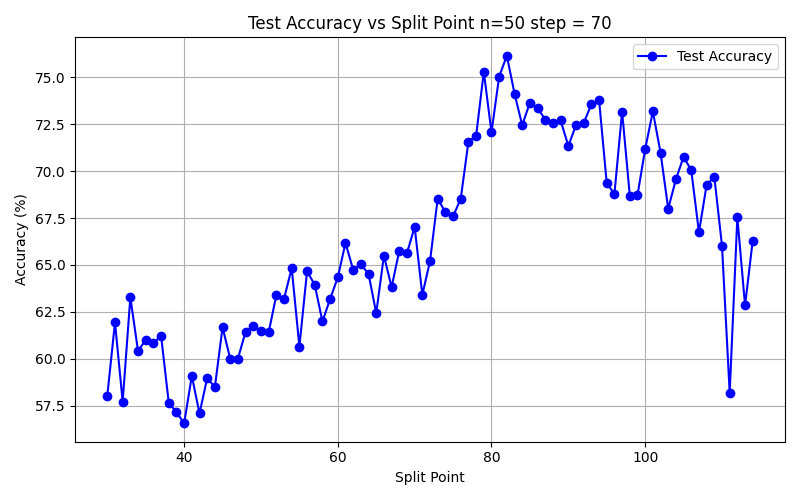 Test Accuracy vs Split Point n=50 step = 70
Test Accuracy
75.0
72.5
70.0
67.5
65.0
62.5
60.0
57.5
Accuracy (%)
40 60 80 100
Split Point